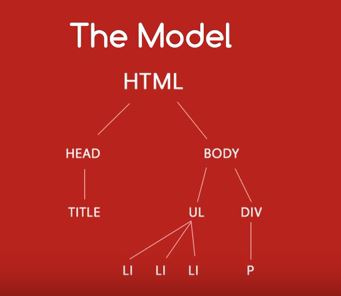 The Model
HTML
HEAD BODY
TITLE UL DIV
LI LI LI P